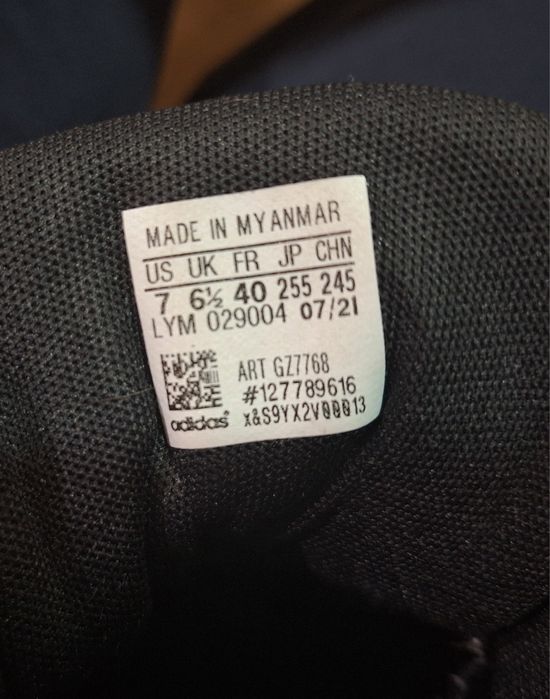 MADE IN MYANMAR
US UK FR JP CHN
7 6½ 40 255 245
LYM 029004 07/21
ART GZ7768
#127789616
x&S9YX2V00013
adidas